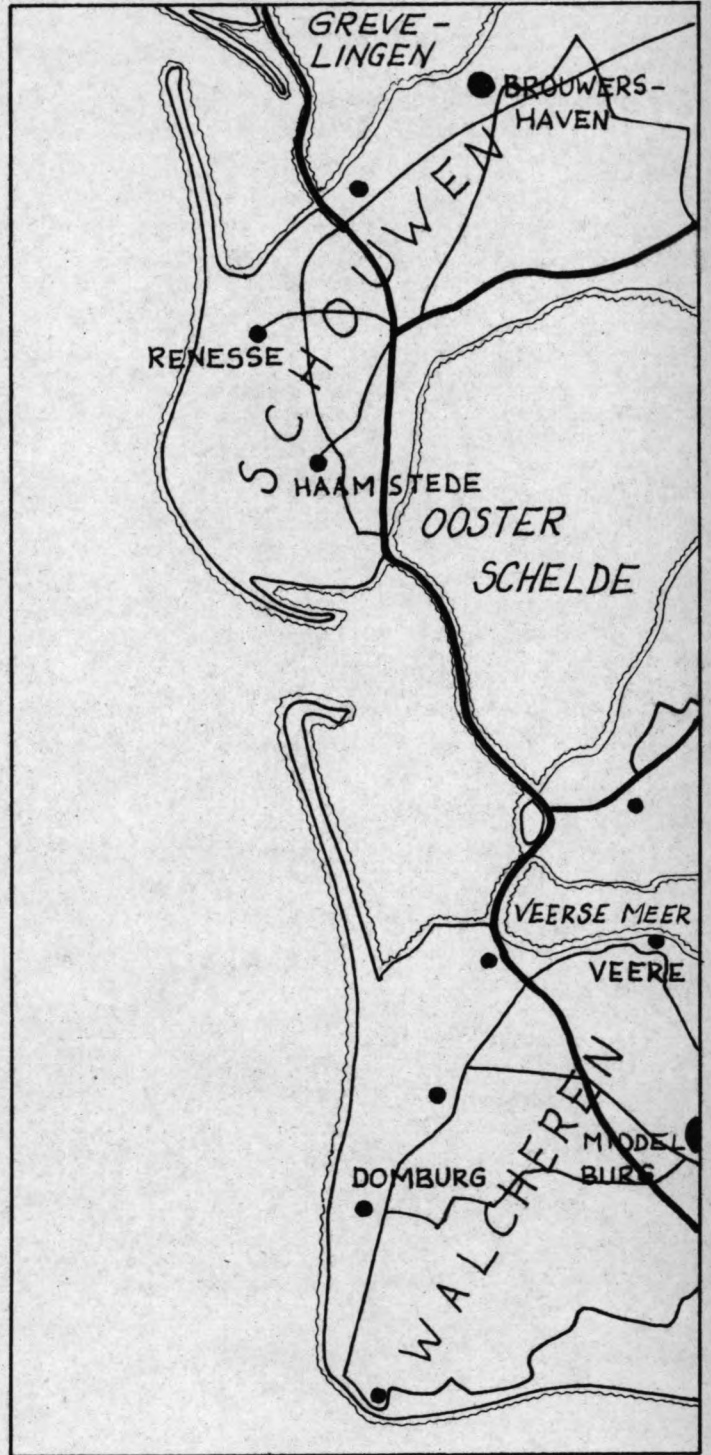 GREVE-
LINGEN
BROUWERS-
HAVEN
SCHOUWEN
RENESSE
HAAMSTEDE
OOSTER
SCHELDE
VEERSE MEER
VEERE
WALCHEREN
MIDDEL
BURG
DOMBURG